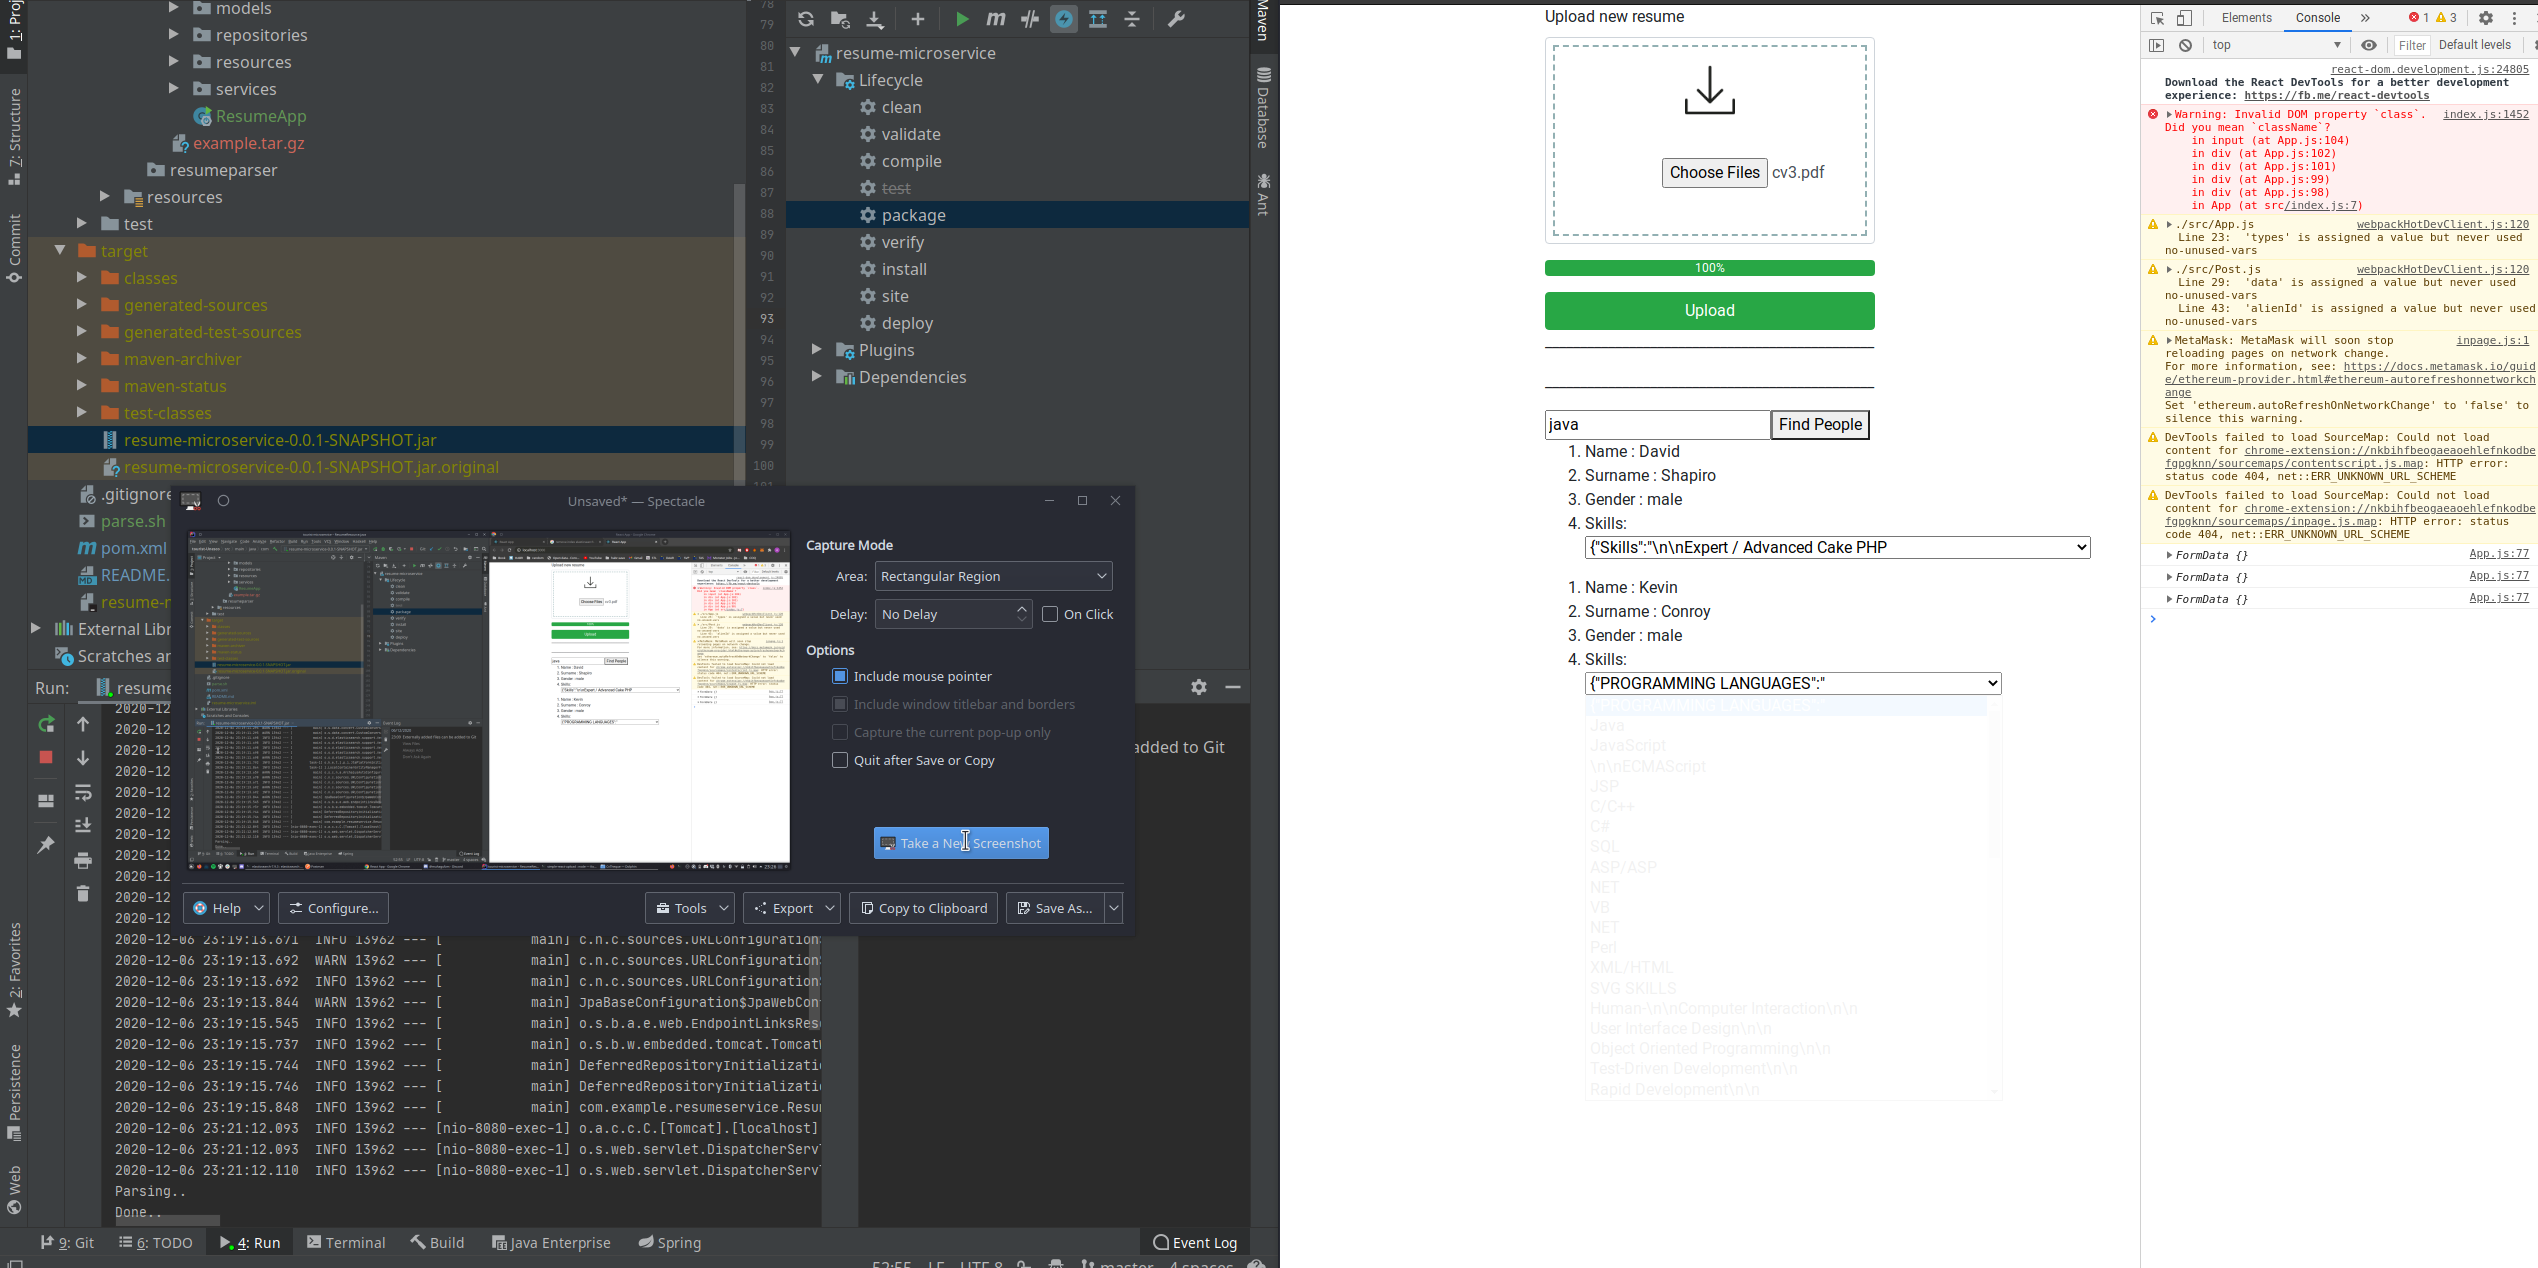 1: Proj
7: Structure
Commit
2: Favorites
Persistence
Web
models
repositories
resources
services
ResumeApp
example.tar.gz
resumeparser
resources
test
target
classes
generated-sources
generated-test-sources
maven-archiver
maven-status
test-classes
resume-microservice-0.0.1-SNAPSHOT.jar
resume-microservice-0.0.1-SNAPSHOT.jar.original
.gitignore
parse.sh
pom.xml
README.
resume-r
External Libr
Scratches ar
78
79
80
81
82
83
84
85
86
87
88
89
90
91
92
93
94
95
96
97
98
99
100
resume-microservice
Lifecycle
clean
validate
compile
test
package
verify
install
site
deploy
Plugins
Dependencies
Maven
Database
Ant
Unsaved* — Spectacle
Capture Mode
Area: Rectangular Region
Delay: No Delay On Click
Options
Include mouse pointer
Include window titlebar and borders
Capture the current pop-up only
Quit after Save or Copy
Take a New Screenshot
Help Configure... Tools Export Copy to Clipboard Save As...
Run: resume
added to Git
2020-12
2020-12
2020-12
2020-12
2020-12
2020-12
2020-12
2020-12
2020-12
2020-12
2020-12
2020-12-06 23:19:13.671 INFO 13962 --- [ main] c.n.c.sources.URLConfigurationS
2020-12-06 23:19:13.692 WARN 13962 --- [ main] c.n.c.sources.URLConfiguration
2020-12-06 23:19:13.692 INFO 13962 --- [ main] c.n.c.sources.URLConfiguration
2020-12-06 23:19:13.844 WARN 13962 --- [ main] JpaBaseConfiguration$JpaWebCon
2020-12-06 23:19:15.545 INFO 13962 --- [ main] o.s.b.a.e.web.EndpointLinksRes
2020-12-06 23:19:15.737 INFO 13962 --- [ main] o.s.b.w.embedded.tomcat.Tomcat
2020-12-06 23:19:15.744 INFO 13962 --- [ main] DeferredRepositoryInitializati
2020-12-06 23:19:15.746 INFO 13962 --- [ main] DeferredRepositoryInitializati
2020-12-06 23:19:15.848 INFO 13962 --- [ main] com.example.resumeservice.Resu
2020-12-06 23:21:12.093 INFO 13962 --- [nio-8080-exec-1] o.a.c.c.C.[Tomcat].[localhost]
2020-12-06 23:21:12.093 INFO 13962 --- [nio-8080-exec-1] o.s.web.servlet.DispatcherServ
2020-12-06 23:21:12.110 INFO 13962 --- [nio-8080-exec-1] o.s.web.servlet.DispatcherServ
Parsing..
Done..
9: Git 6: TODO 4: Run Terminal Build Java Enterprise Spring Event Log
52:55 LF UTF-8 master 4 spaces
Upload new resume
Choose Files cv3.pdf
100%
Upload
java Find People
1. Name : David
2. Surname : Shapiro
3. Gender : male
4. Skills:
{"Skills":"\n\nExpert / Advanced Cake PHP
1. Name : Kevin
2. Surname : Conroy
3. Gender : male
4. Skills:
{"PROGRAMMING LANGUAGES":"
{"PROGRAMMING LANGUAGES":"
Java
JavaScript
\n\nECMAScript
JSP
C/C++
C#
SQL
ASP/ASP
NET
VB
NET
Perl
XML/HTML
SVG SKILLS
Human-\n\nComputer Interaction\n\n
User Interface Design\n\n
Object Oriented Programming\n\n
Test-Driven Development\n\n
Rapid Development\n\n
Elements Console 1 3
top Filter Default levels
react-dom.development.js:24805
Download the React DevTools for a better development
experience: https://fb.me/react-devtools
Warning: Invalid DOM property `class`. index.js:1452
Did you mean `className`?
in input (at App.js:104)
in div (at App.js:102)
in div (at App.js:101)
in div (at App.js:99)
in div (at App.js:98)
in App (at src/index.js:7)
./src/App.js webpackHotDevClient.js:120
Line 23: 'types' is assigned a value but never used
no-unused-vars
./src/Post.js webpackHotDevClient.js:120
Line 29: 'data' is assigned a value but never used
no-unused-vars
Line 43: 'alienId' is assigned a value but never used
no-unused-vars
MetaMask: MetaMask will soon stop inpage.js:1
reloading pages on network change.
For more information, see: https://docs.metamask.io/guid
e/ethereum-provider.html#ethereum-autorefreshonnetworkch
ange
Set 'ethereum.autoRefreshOnNetworkChange' to 'false' to
silence this warning.
DevTools failed to load SourceMap: Could not load
content for chrome-extension://nkbihfbeogaeaoehlefnkodbe
fgpgknn/sourcemaps/contentscript.js.map: HTTP error:
status code 404, net::ERR_UNKNOWN_URL_SCHEME
DevTools failed to load SourceMap: Could not load
content for chrome-extension://nkbihfbeogaeaoehlefnkodbe
fgpgknn/sourcemaps/inpage.js.map: HTTP error: status
code 404, net::ERR_UNKNOWN_URL_SCHEME
FormData {} App.js:77
FormData {} App.js:77
FormData {} App.js:77